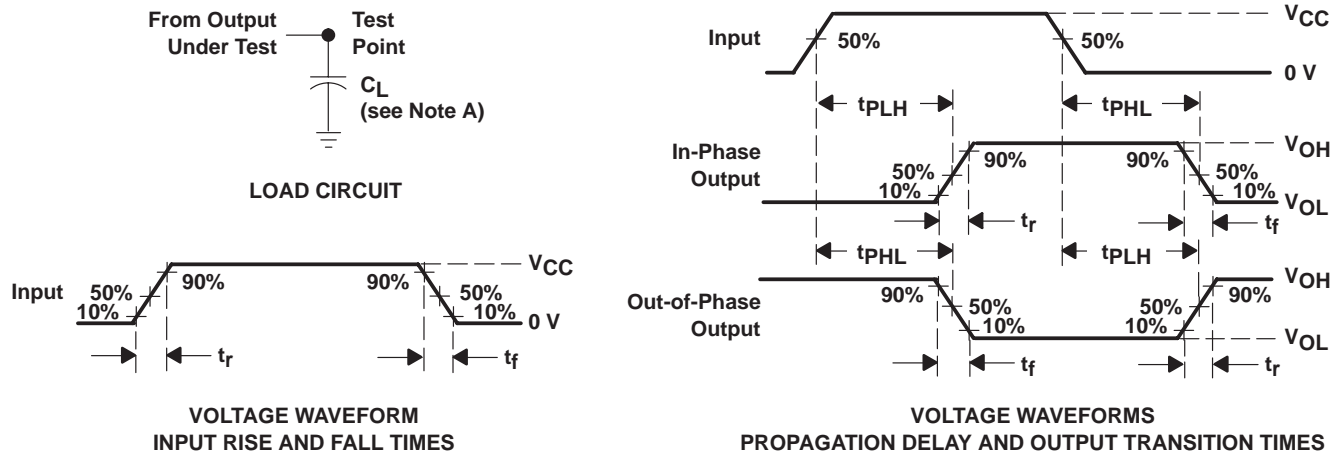 From Output
Under Test
Test
Point
CL
(see Note A)
LOAD CIRCUIT
Input
50%
10%
90%
90%
50%
10%
VCC
0 V
tr
tf
VOLTAGE WAVEFORM
INPUT RISE AND FALL TIMES
Input
50%
50%
VCC
0 V
tPLH
tPHL
In-Phase
Output
50%
10%
90%
90%
50%
10%
VOH
VOL
tr
tf
tPHL
tPLH
Out-of-Phase
Output
90%
50%
10%
50%
10%
90%
VOH
VOL
tf
tr
VOLTAGE WAVEFORMS
PROPAGATION DELAY AND OUTPUT TRANSITION TIMES